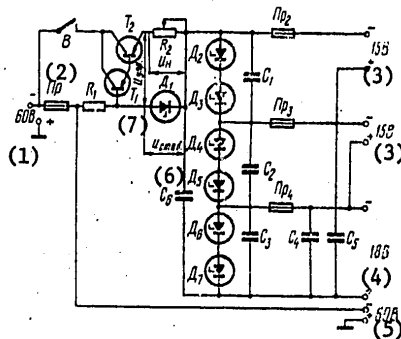 T₂ R₂ Д₂ Пр₂ −
В Uэб Uн 15В
(2) T₁ Д₁ C₁ + (3)
Пр R₁ Д₃ Пр₃ −
60В (7) Д₄ 15В
(1) + Uстаб. C₂ + (3)
(6) Д₅ Пр₄ −
C₆ Д₆ C₃ C₄ C₅ 18В
Д₇ + (4)
−
+ 60В
(5)